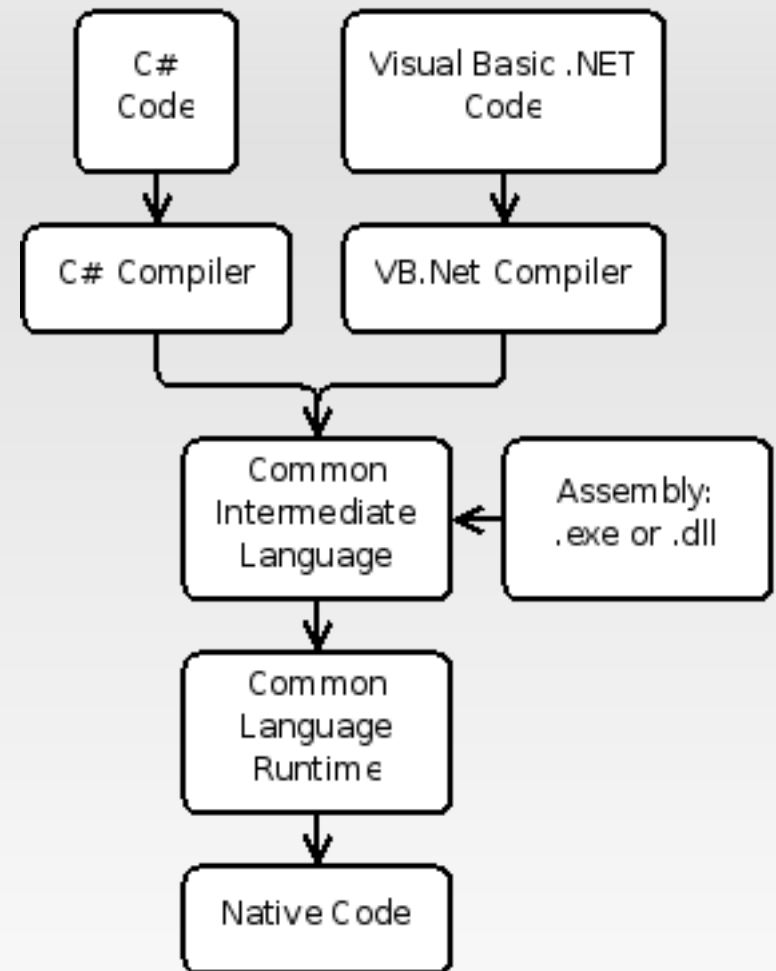 C#
Code
Visual Basic .NET
Code
C# Compiler
VB.Net Compiler
Common
Intermediate
Language
Assembly:
.exe or .dll
Common
Language
Runtime
Native Code